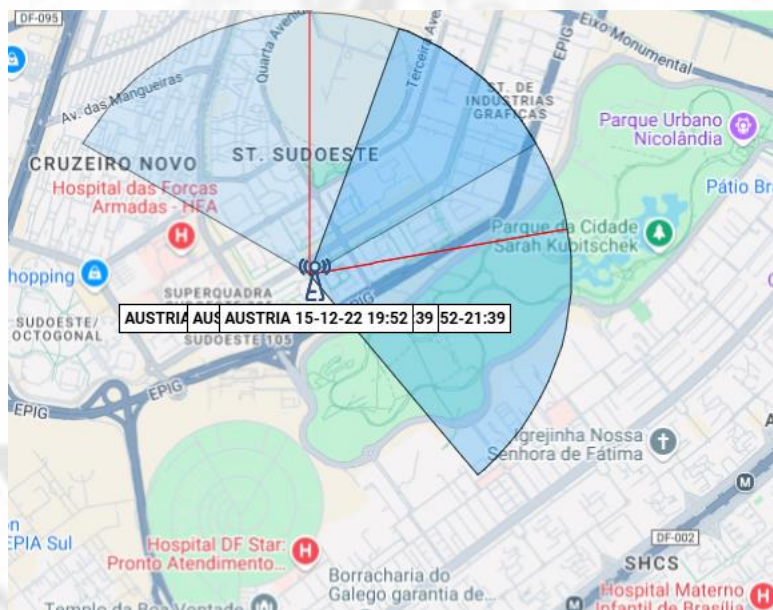 DF-095
Eixo Monumental
EPIG
Quarta Avenida
Terceira Ave
Av. das Mangueiras
ST. DE
INDÚSTRIAS
GRÁFICAS
Parque Urbano
Nicolândia
CRUZEIRO NOVO
ST. SUDOESTE
Hospital das Forças
Armadas - HFA
Pátio Br
Parque da Cidade
Sarah Kubitschek
hopping
SUPERQUADRA
SUDOESTE 105
EPIG
AUSTRIA
AUS
AUSTRIA 15-12-22 19:52
:39
52-21:39
SUDOESTE/
OCTOGONAL
EPIG
Igrejinha Nossa
Senhora de Fátima
EPIA Sul
Hospital DF Star:
Pronto Atendimento...
DF-002
SHCS
Borracharia do
Galego garantia de...
Hospital Materno
Infantil de Brasília
Templo da Boa Vontade